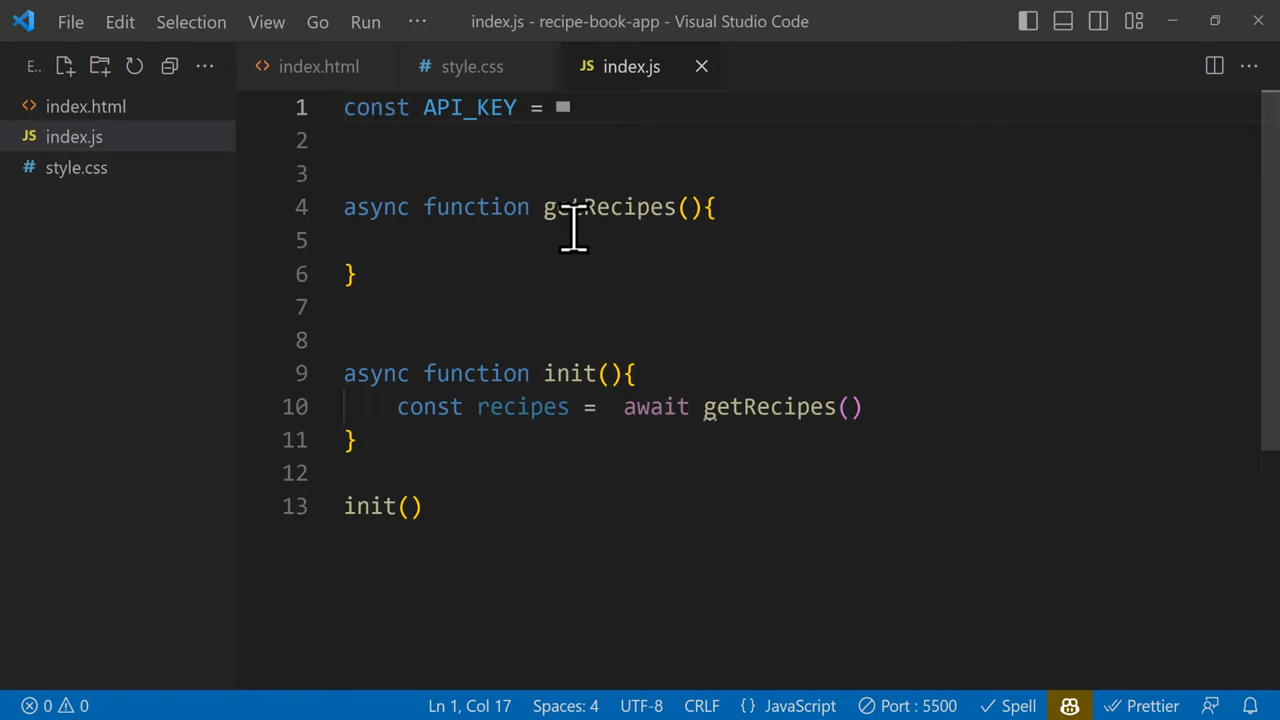 File Edit Selection View Go Run ··· index.js - recipe-book-app - Visual Studio Code
E.. ··· index.html style.css JS index.js ···
index.html
JS index.js
# style.css
1 const API_KEY =
2
3
4 async function getRecipes(){
5
6 }
7
8
9 async function init(){
10 const recipes = await getRecipes()
11 }
12
13 init()
0 0 Ln 1, Col 17 Spaces: 4 UTF-8 CRLF {} JavaScript Port : 5500 Spell Prettier